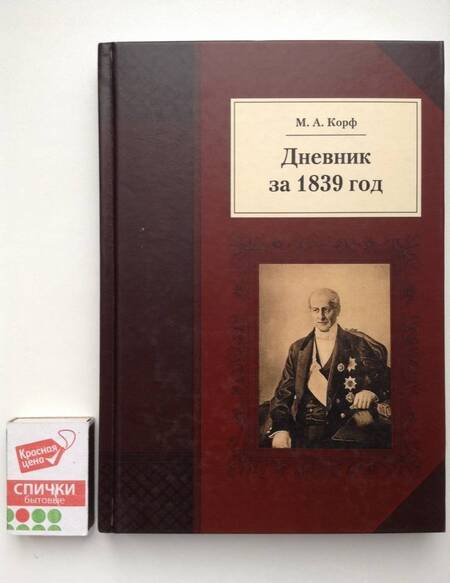 М. А. Корф
Дневник
за 1839 год
Красная
цена
СПИЧКИ
бытовые